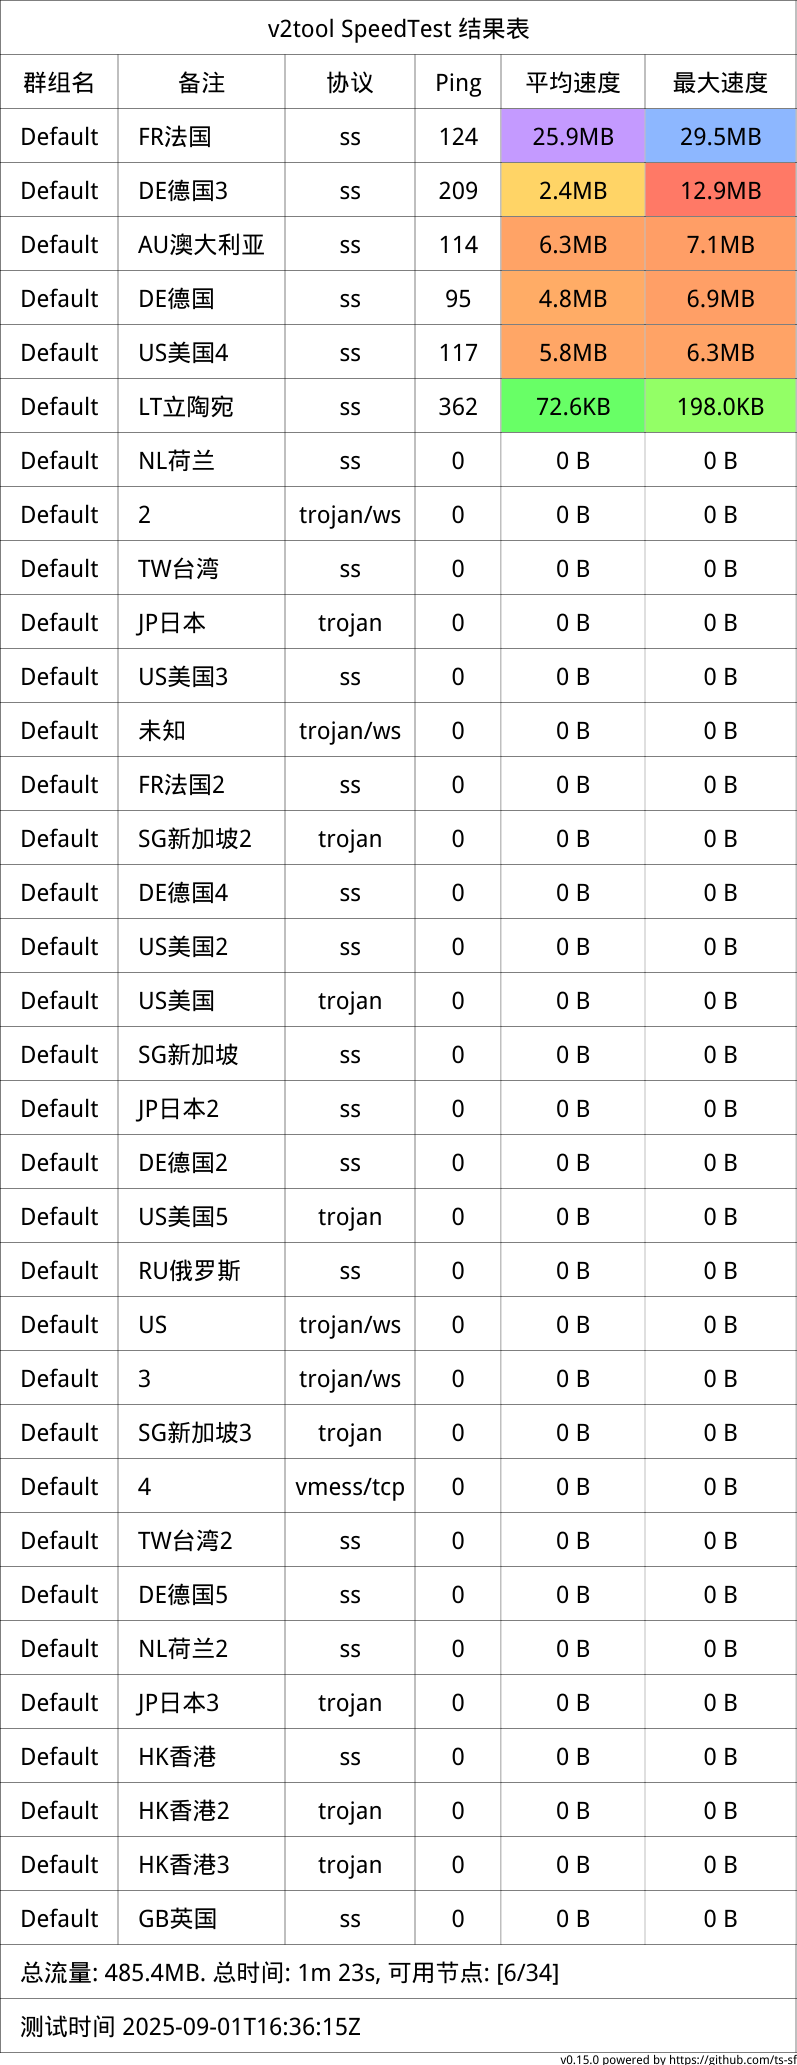 v2tool SpeedTest 结果表
群组名 备注 协议 Ping 平均速度 最大速度
Default FR法国 ss 124 25.9MB 29.5MB
Default DE德国3 ss 209 2.4MB 12.9MB
Default AU澳大利亚 ss 114 6.3MB 7.1MB
Default DE德国 ss 95 4.8MB 6.9MB
Default US美国4 ss 117 5.8MB 6.3MB
Default LT立陶宛 ss 362 72.6KB 198.0KB
Default NL荷兰 ss 0 0 B 0 B
Default 2 trojan/ws 0 0 B 0 B
Default TW台湾 ss 0 0 B 0 B
Default JP日本 trojan 0 0 B 0 B
Default US美国3 ss 0 0 B 0 B
Default 未知 trojan/ws 0 0 B 0 B
Default FR法国2 ss 0 0 B 0 B
Default SG新加坡2 trojan 0 0 B 0 B
Default DE德国4 ss 0 0 B 0 B
Default US美国2 ss 0 0 B 0 B
Default US美国 trojan 0 0 B 0 B
Default SG新加坡 ss 0 0 B 0 B
Default JP日本2 ss 0 0 B 0 B
Default DE德国2 ss 0 0 B 0 B
Default US美国5 trojan 0 0 B 0 B
Default RU俄罗斯 ss 0 0 B 0 B
Default US trojan/ws 0 0 B 0 B
Default 3 trojan/ws 0 0 B 0 B
Default SG新加坡3 trojan 0 0 B 0 B
Default 4 vmess/tcp 0 0 B 0 B
Default TW台湾2 ss 0 0 B 0 B
Default DE德国5 ss 0 0 B 0 B
Default NL荷兰2 ss 0 0 B 0 B
Default JP日本3 trojan 0 0 B 0 B
Default HK香港 ss 0 0 B 0 B
Default HK香港2 trojan 0 0 B 0 B
Default HK香港3 trojan 0 0 B 0 B
Default GB英国 ss 0 0 B 0 B
总流量: 485.4MB. 总时间: 1m 23s, 可用节点: [6/34]
测试时间 2025-09-01T16:36:15Z
v0.15.0 powered by https://github.com/ts-sf